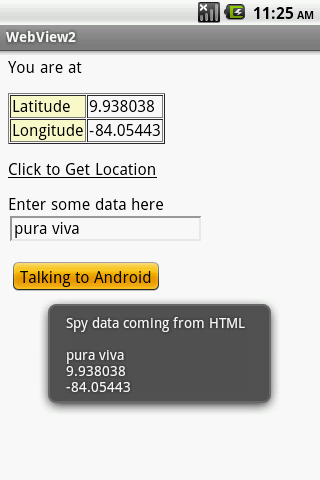 11:25 AM
WebView2
You are at
Latitude 9.938038
Longitude -84.05443
Click to Get Location
Enter some data here
pura viva
Talking to Android
Spy data coming from HTML
pura viva
9.938038
-84.05443